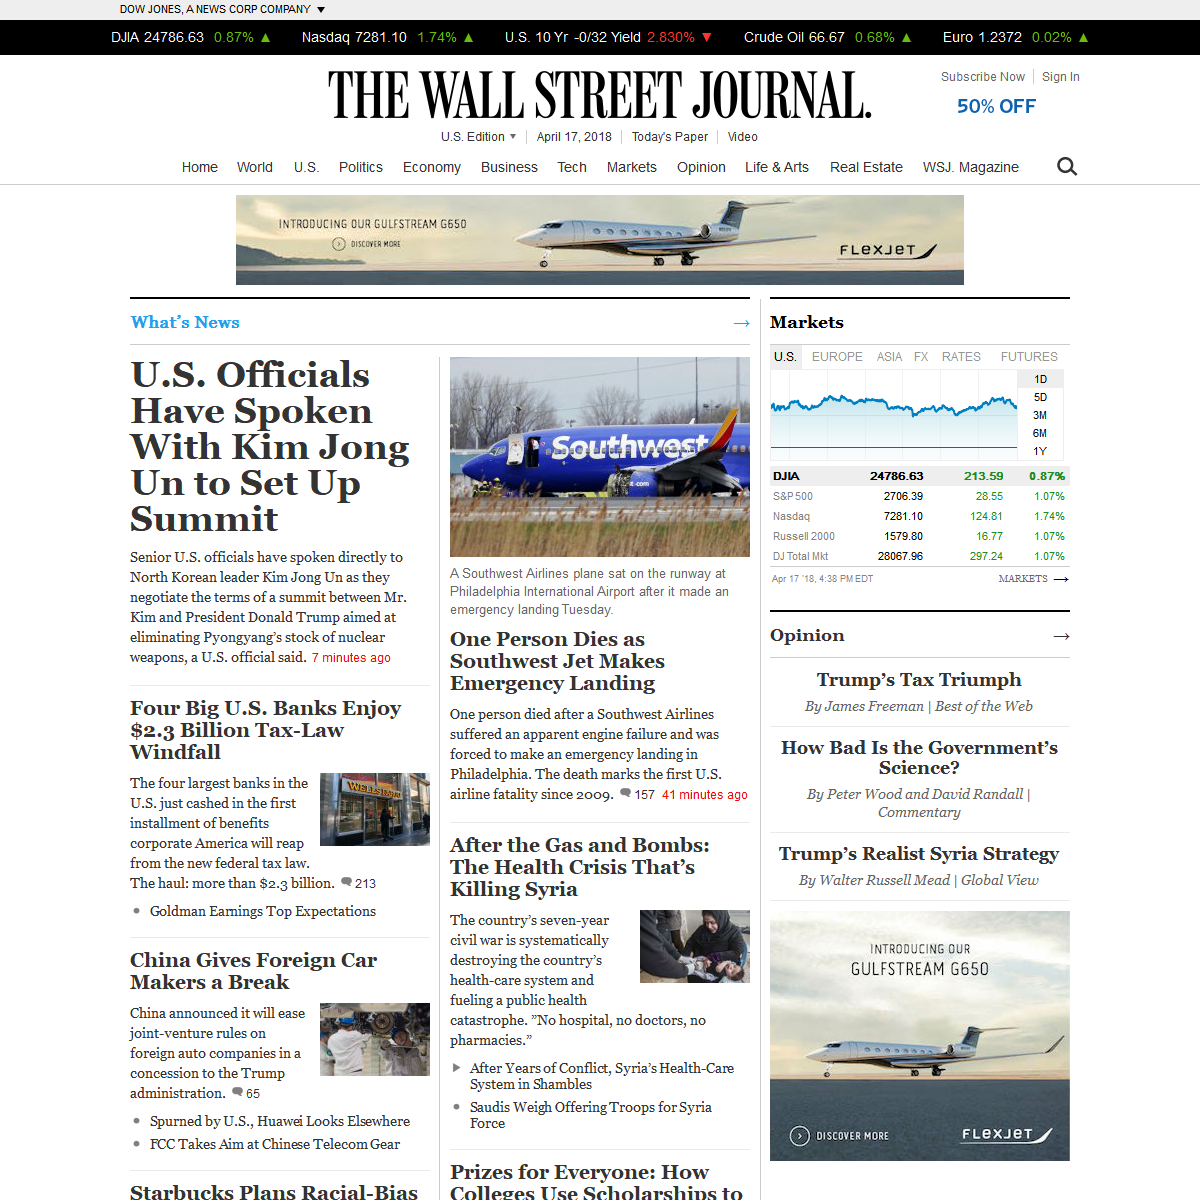 DOW JONES, A NEWS CORP COMPANY
DJIA 24786.63 0.87% ▲ Nasdaq 7281.10 1.74% ▲ U.S. 10 Yr -0/32 Yield 2.830% ▼ Crude Oil 66.67 0.68% ▲ Euro 1.2372 0.02% ▲
THE WALL STREET JOURNAL.
Subscribe Now | Sign In
50% OFF
U.S. Edition | April 17, 2018 | Today's Paper | Video
Home World U.S. Politics Economy Business Tech Markets Opinion Life & Arts Real Estate WSJ. Magazine
INTRODUCING OUR GULFSTREAM G650
DISCOVER MORE
FLEXJET
What's News →
U.S. Officials
Have Spoken
With Kim Jong
Un to Set Up
Summit
Senior U.S. officials have spoken directly to
North Korean leader Kim Jong Un as they
negotiate the terms of a summit between Mr.
Kim and President Donald Trump aimed at
eliminating Pyongyang's stock of nuclear
weapons, a U.S. official said. 7 minutes ago
Four Big U.S. Banks Enjoy
$2.3 Billion Tax-Law
Windfall
The four largest banks in the
U.S. just cashed in the first
installment of benefits
corporate America will reap
from the new federal tax law.
The haul: more than $2.3 billion. 213
WELLS FARGO
• Goldman Earnings Top Expectations
China Gives Foreign Car
Makers a Break
China announced it will ease
joint-venture rules on
foreign auto companies in a
concession to the Trump
administration. 65
• Spurned by U.S., Huawei Looks Elsewhere
• FCC Takes Aim at Chinese Telecom Gear
Starbucks Plans Racial-Bias
Southwest
.com
A Southwest Airlines plane sat on the runway at
Philadelphia International Airport after it made an
emergency landing Tuesday.
One Person Dies as
Southwest Jet Makes
Emergency Landing
One person died after a Southwest Airlines
suffered an apparent engine failure and was
forced to make an emergency landing in
Philadelphia. The death marks the first U.S.
airline fatality since 2009. 157 41 minutes ago
After the Gas and Bombs:
The Health Crisis That's
Killing Syria
The country's seven-year
civil war is systematically
destroying the country's
health-care system and
fueling a public health
catastrophe. "No hospital, no doctors, no
pharmacies."
After Years of Conflict, Syria's Health-Care
System in Shambles
• Saudis Weigh Offering Troops for Syria
Force
Prizes for Everyone: How
Colleges Use Scholarships to
Markets
U.S. EUROPE ASIA FX RATES FUTURES
1D
5D
3M
6M
1Y
DJIA 24786.63 213.59 0.87%
S&P 500 2706.39 28.55 1.07%
Nasdaq 7281.10 124.81 1.74%
Russell 2000 1579.80 16.77 1.07%
DJ Total Mkt 28067.96 297.24 1.07%
Apr 17 '18, 4:38 PM EDT MARKETS →
Opinion →
Trump's Tax Triumph
By James Freeman | Best of the Web
How Bad Is the Government's
Science?
By Peter Wood and David Randall |
Commentary
Trump's Realist Syria Strategy
By Walter Russell Mead | Global View
INTRODUCING OUR
GULFSTREAM G650
DISCOVER MORE
FLEXJET